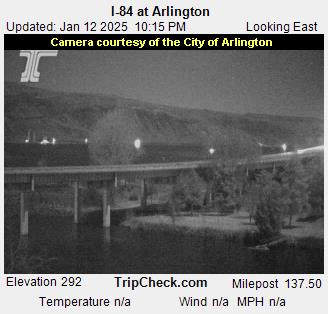 I-84 at Arlington
Updated: Jan 12 2025 10:15 PM Looking East
Camera courtesy of the City of Arlington
Elevation 292 TripCheck.com Milepost 137.50
Temperature n/a Wind n/a MPH n/a